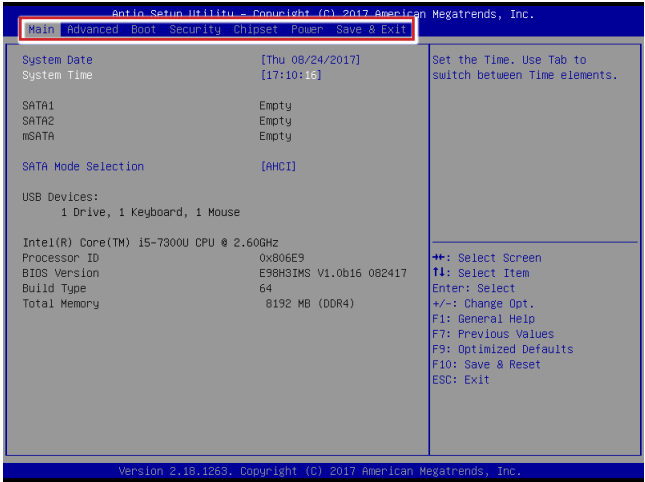 Aptio Setup Utility – Copyright (C) 2017 American Megatrends, Inc.
Main Advanced Boot Security Chipset Power Save & Exit
System Date [Thu 08/24/2017]
System Time [17:10:16]
SATA1 Empty
SATA2 Empty
mSATA Empty
SATA Mode Selection [AHCI]
USB Devices:
1 Drive, 1 Keyboard, 1 Mouse
Intel(R) Core(TM) i5-7300U CPU @ 2.60GHz
Processor ID 0x806E9
BIOS Version E98H3IMS V1.0b16 082417
Build Type 64
Total Memory 8192 MB (DDR4)
Set the Time. Use Tab to
switch between Time elements.
→←: Select Screen
↑↓: Select Item
Enter: Select
+/-: Change Opt.
F1: General Help
F7: Previous Values
F9: Optimized Defaults
F10: Save & Reset
ESC: Exit
Version 2.18.1263. Copyright (C) 2017 American Megatrends, Inc.